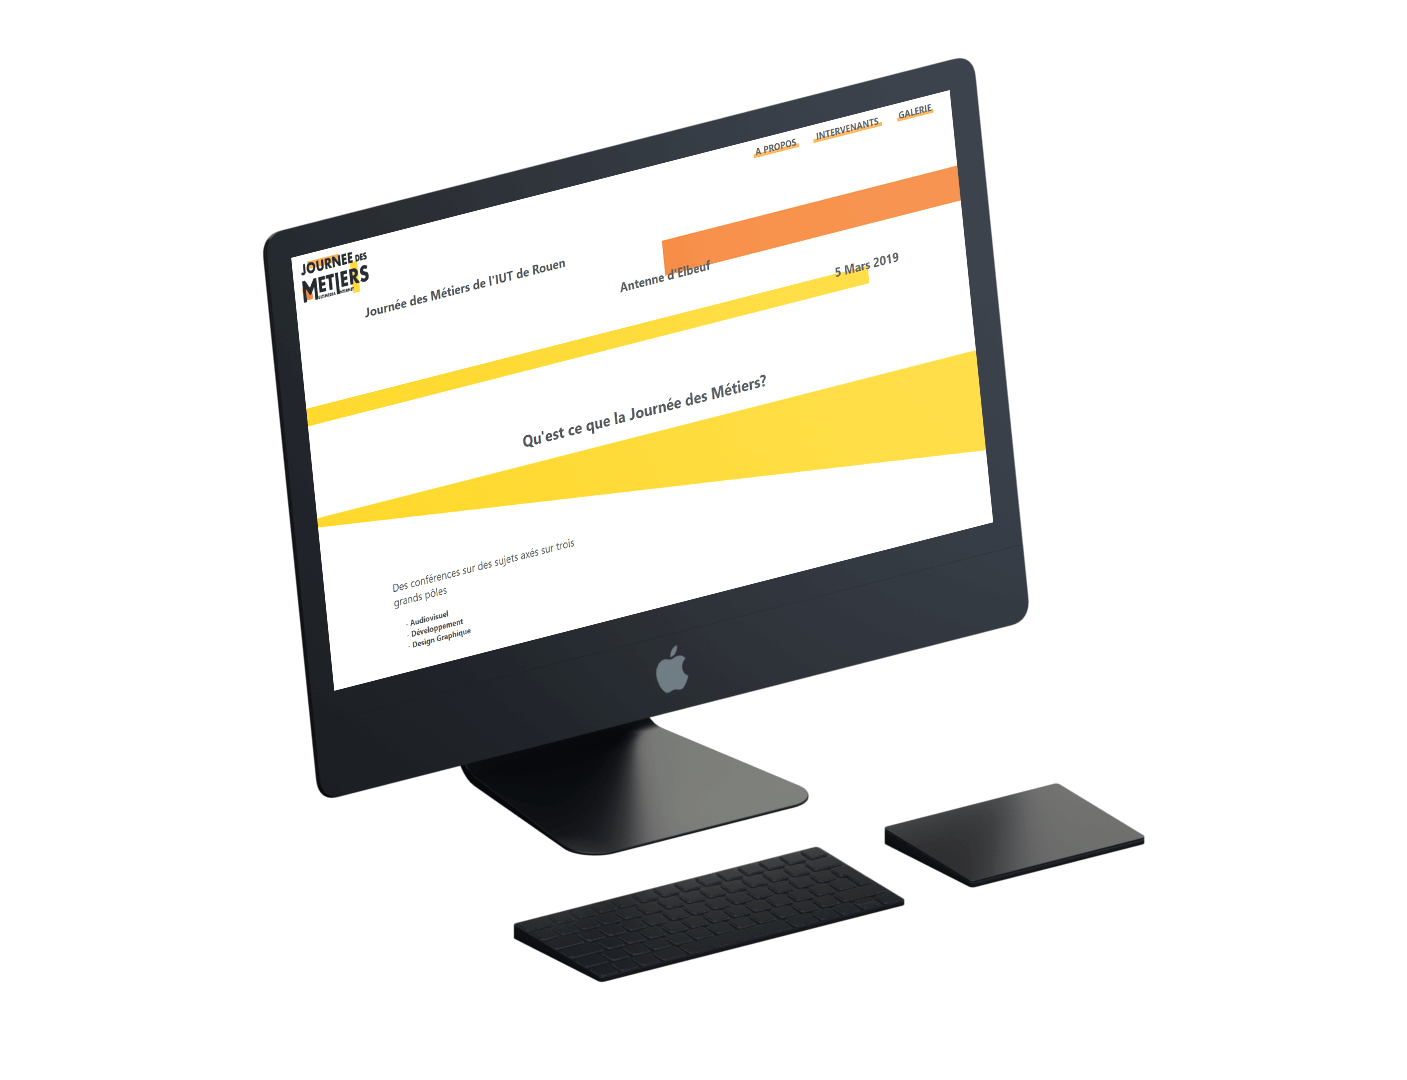 A PROPOS
INTERVENANTS
GALERIE
JOURNEE DES
METIERS
MULTIMEDIA INTERNET
Journée des Métiers de l'IUT de Rouen
Antenne d'Elbeuf
5 Mars 2019
Qu'est ce que la Journée des Métiers?
Des conférences sur des sujets axés sur trois
grands pôles
- Audiovisuel
- Développement
- Design Graphique